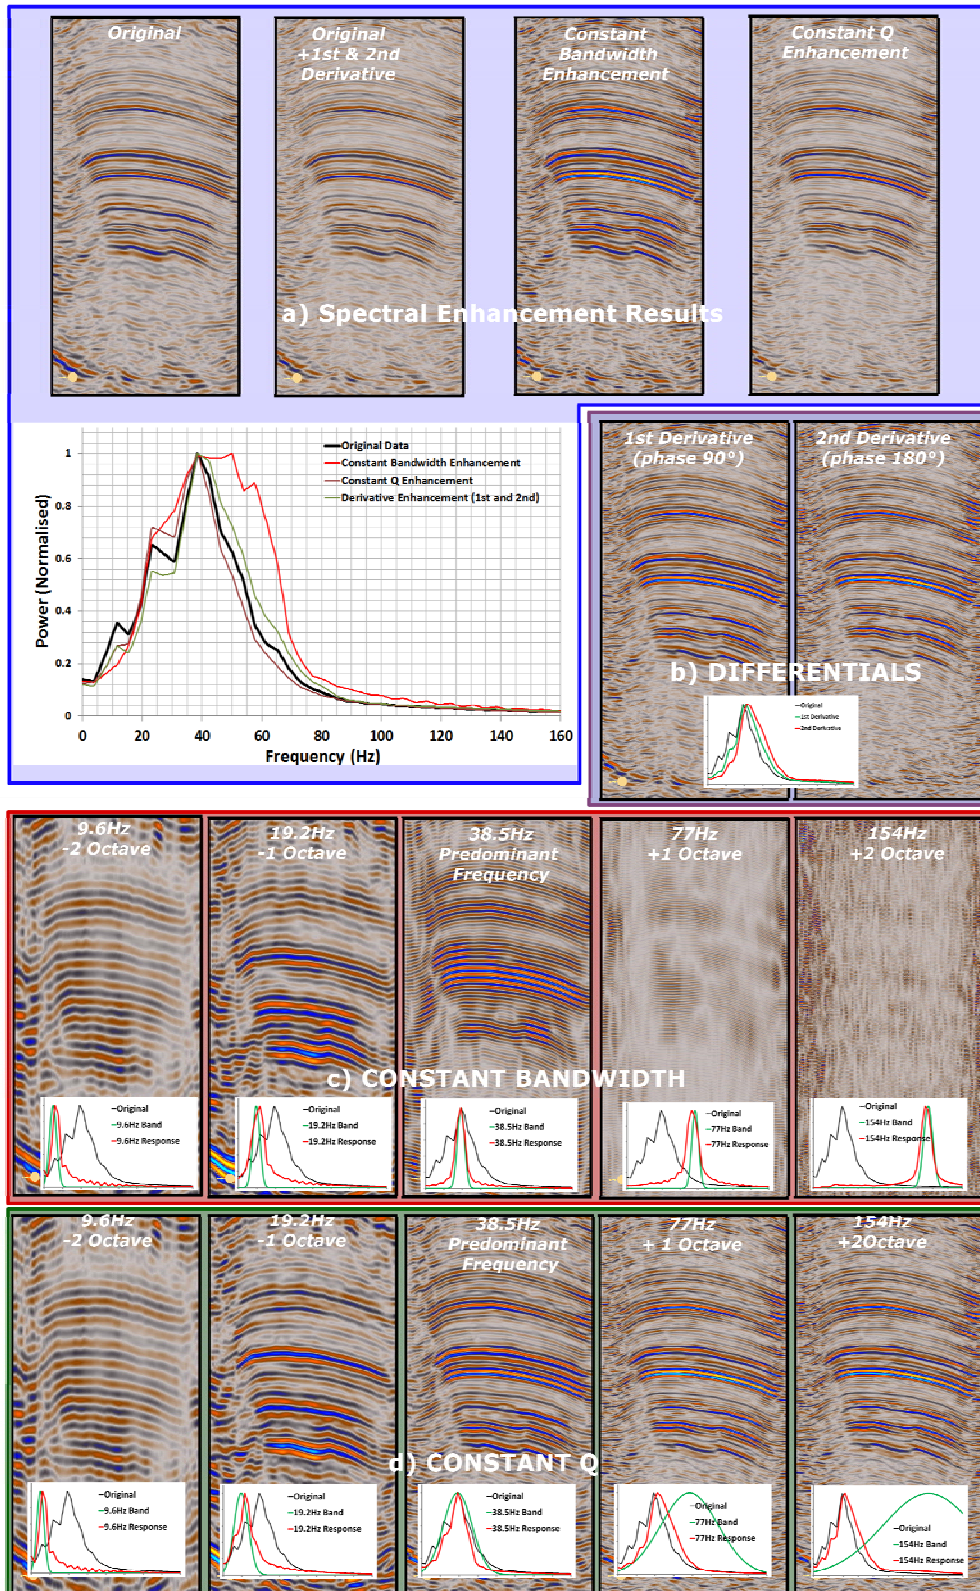 Original
Original
+1st & 2nd
Derivative
Constant
Bandwidth
Enhancement
Constant Q
Enhancement
a) Spectral Enhancement Results
Power (Normalised)
1
0.8
0.6
0.4
0.2
0
0
20
40
60
80
100
120
140
160
Frequency (Hz)
Original Data
Constant Bandwidth Enhancement
Constant Q Enhancement
Derivative Enhancement (1st and 2nd)
1st Derivative
(phase 90°)
2nd Derivative
(phase 180°)
b) DIFFERENTIALS
Original
1st Derivative
2nd Derivative
9.6Hz
-2 Octave
19.2Hz
-1 Octave
38.5Hz
Predominant
Frequency
77Hz
+1 Octave
154Hz
+2 Octave
c) CONSTANT BANDWIDTH
Original
9.6Hz Band
9.6Hz Response
Original
19.2Hz Band
19.2Hz Response
Original
38.5Hz Band
38.5Hz Response
Original
77Hz Band
77Hz Response
Original
154Hz Band
154Hz Response
9.6Hz
-2 Octave
19.2Hz
-1 Octave
38.5Hz
Predominant
Frequency
77Hz
+ 1 Octave
154Hz
+2Octave
d) CONSTANT Q
Original
9.6Hz Band
9.6Hz Response
Original
19.2Hz Band
19.2Hz Response
Original
38.5Hz Band
38.5Hz Response
Original
77Hz Band
77Hz Response
Original
154Hz Band
154Hz Response